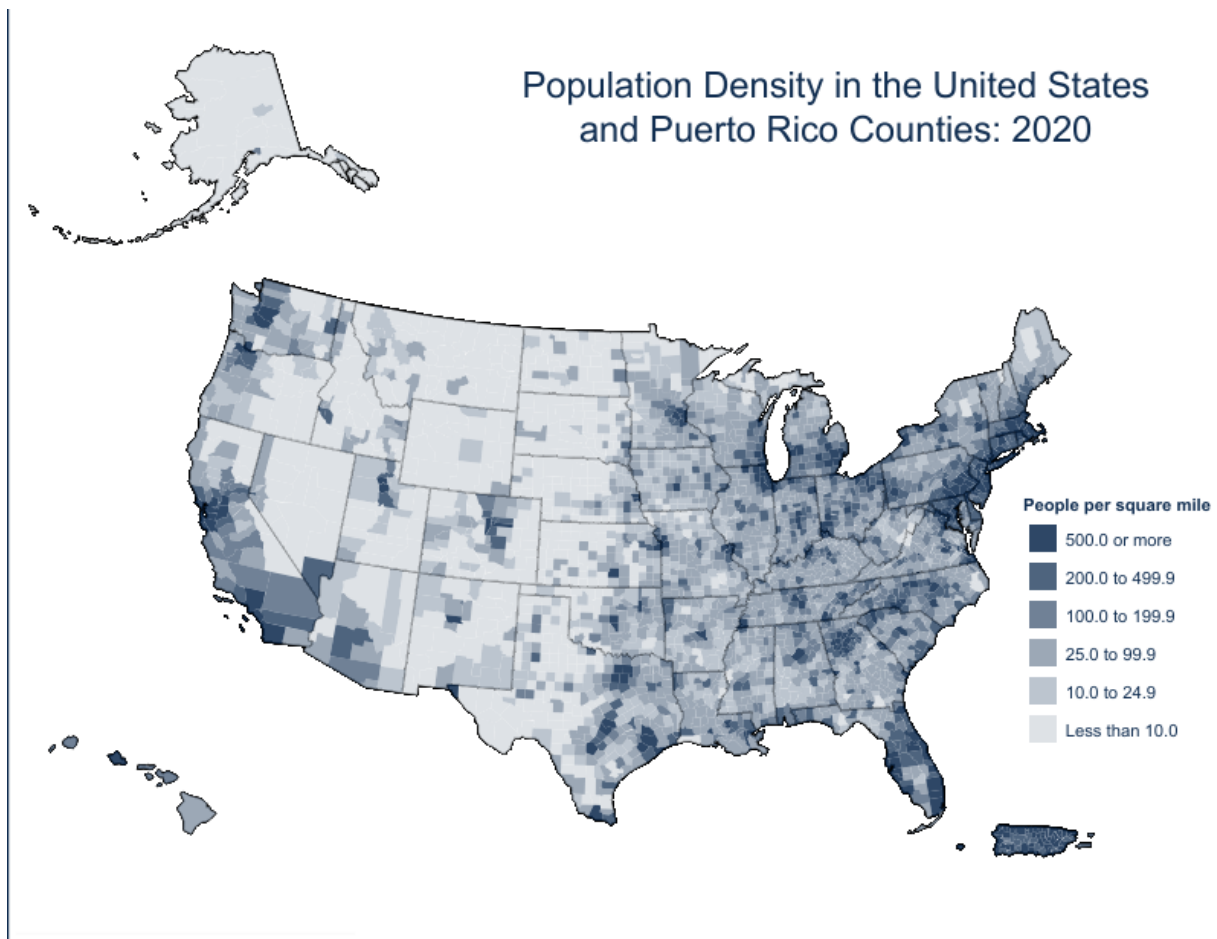 Population Density in the United States
and Puerto Rico Counties: 2020
People per square mile
500.0 or more
200.0 to 499.9
100.0 to 199.9
25.0 to 99.9
10.0 to 24.9
Less than 10.0